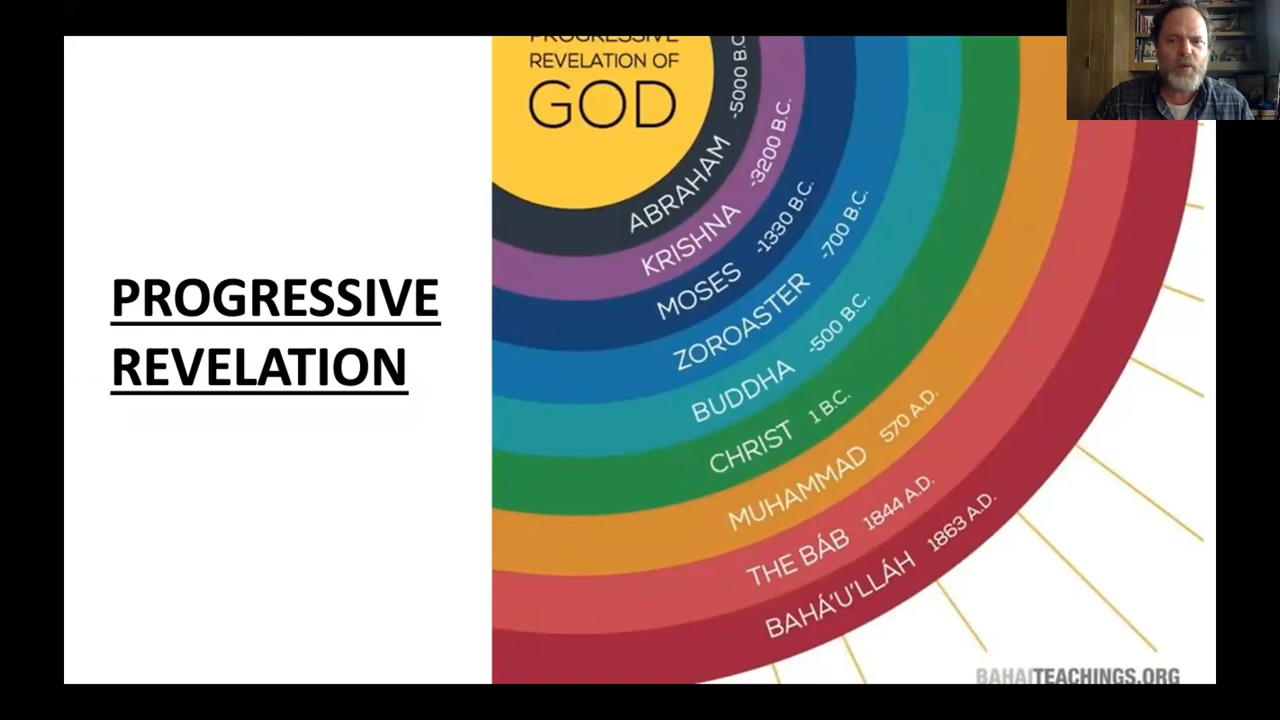 PROGRESSIVE
REVELATION
PROGRESSIVE
REVELATION OF
GOD
ABRAHAM -5000 B.C.
KRISHNA -3200 B.C.
MOSES -1330 B.C.
ZOROASTER -700 B.C.
BUDDHA -500 B.C.
CHRIST 1 B.C.
MUHAMMAD 570 A.D.
THE BÁB 1844 A.D.
BAHÁ'U'LLÁH 1863 A.D.
BAHAITEACHINGS.ORG